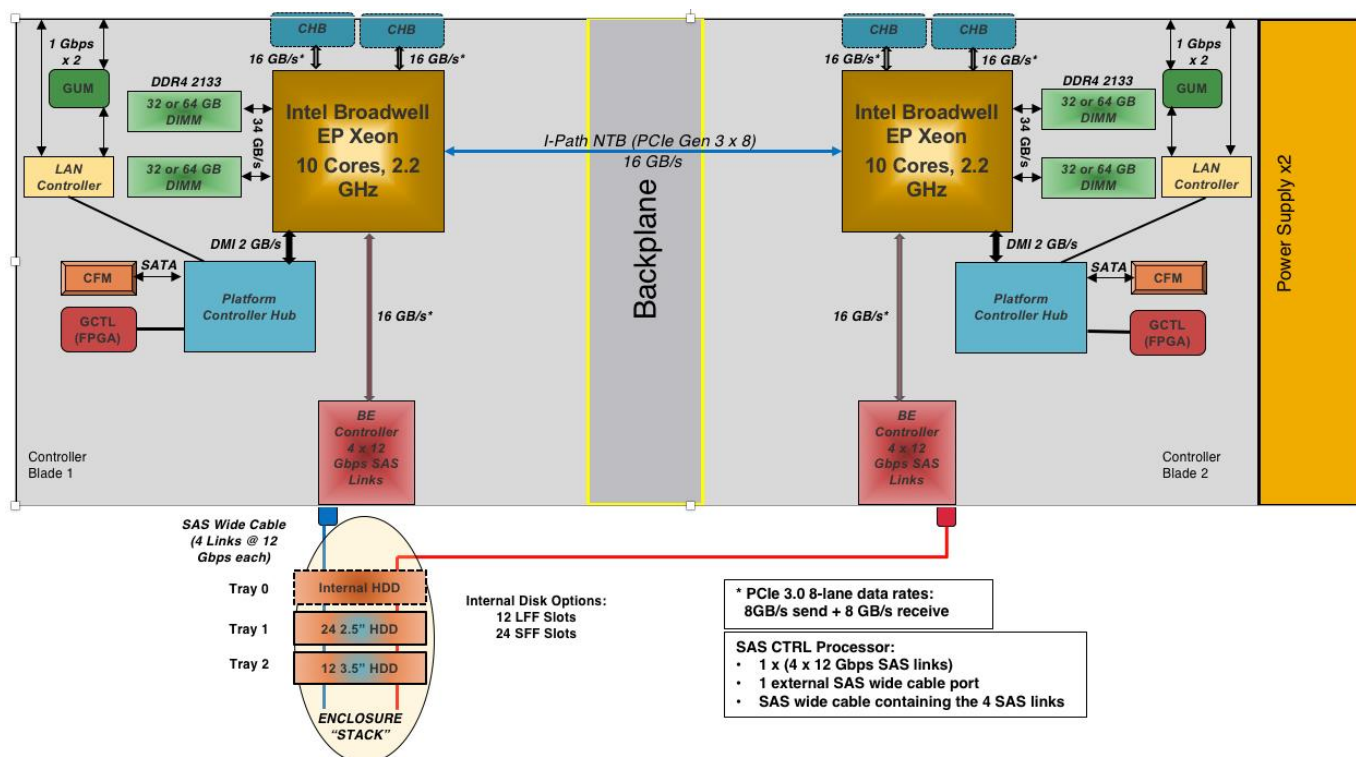 CHB
CHB
CHB
CHB
1 Gbps
x 2
16 GB/s*
16 GB/s*
16 GB/s*
16 GB/s*
1 Gbps
x 2
GUM
DDR4 2133
32 or 64 GB
DIMM
34 GB/s
32 or 64 GB
DIMM
Intel Broadwell
EP Xeon
10 Cores, 2.2
GHz
I-Path NTB (PCIe Gen 3 x 8)
16 GB/s
Backplane
Intel Broadwell
EP Xeon
10 Cores, 2.2
GHz
DDR4 2133
32 or 64 GB
DIMM
34 GB/s
32 or 64 GB
DIMM
GUM
LAN
Controller
LAN
Controller
Power Supply x2
DMI 2 GB/s
DMI 2 GB/s
CFM
SATA
Platform
Controller Hub
GCTL
(FPGA)
16 GB/s*
16 GB/s*
Platform
Controller Hub
SATA
CFM
GCTL
(FPGA)
BE
Controller
4 x 12
Gbps SAS
Links
BE
Controller
4 x 12
Gbps SAS
Links
Controller
Blade 1
Controller
Blade 2
SAS Wide Cable
(4 Links @ 12
Gbps each)
Tray 0
Internal HDD
Tray 1
24 2.5” HDD
Tray 2
12 3.5” HDD
ENCLOSURE
“STACK”
Internal Disk Options:
12 LFF Slots
24 SFF Slots
* PCIe 3.0 8-lane data rates:
8GB/s send + 8 GB/s receive
SAS CTRL Processor:
• 1 x (4 x 12 Gbps SAS links)
• 1 external SAS wide cable port
• SAS wide cable containing the 4 SAS links